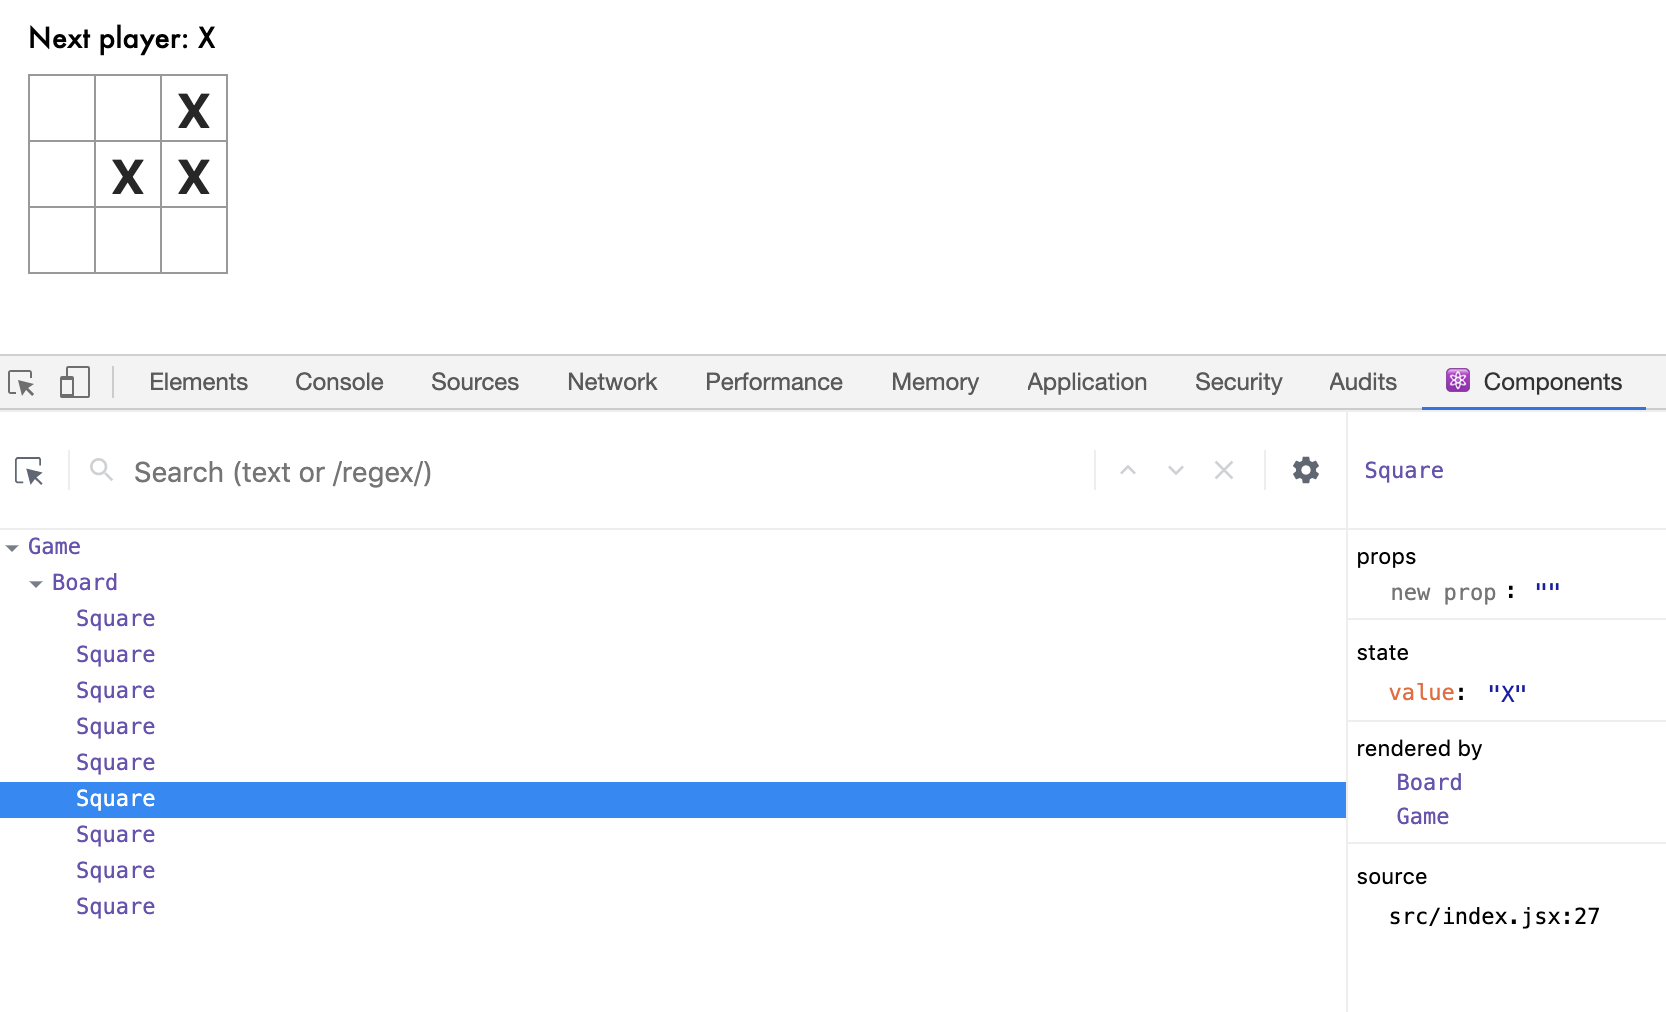 Next player: X
X
X X
Elements Console Sources Network Performance Memory Application Security Audits Components
Search (text or /regex/)
Game
Board
Square
Square
Square
Square
Square
Square
Square
Square
Square
Square
props
new prop : ""
state
value: "X"
rendered by
Board
Game
source
src/index.jsx:27